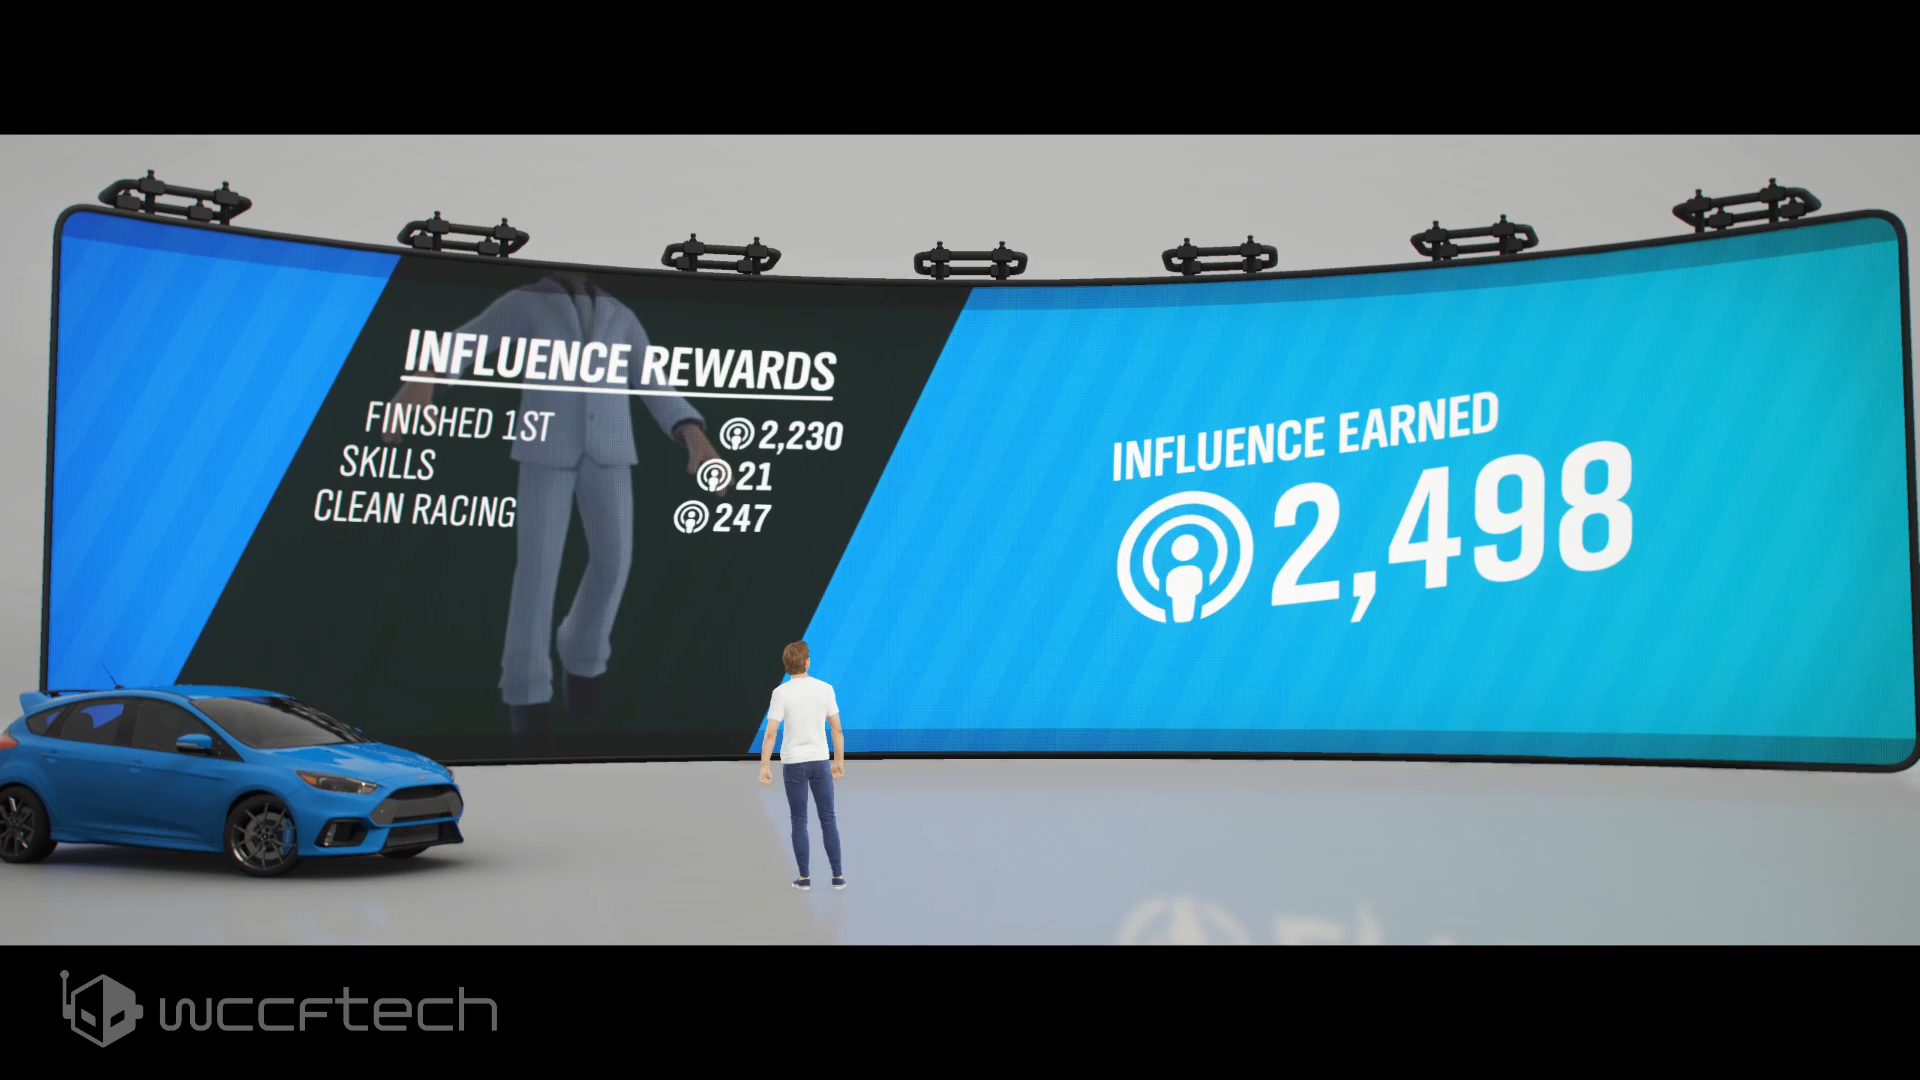 INFLUENCE REWARDS
FINISHED 1ST 2,230
SKILLS 21
CLEAN RACING 247
INFLUENCE EARNED
2,498
wccftech